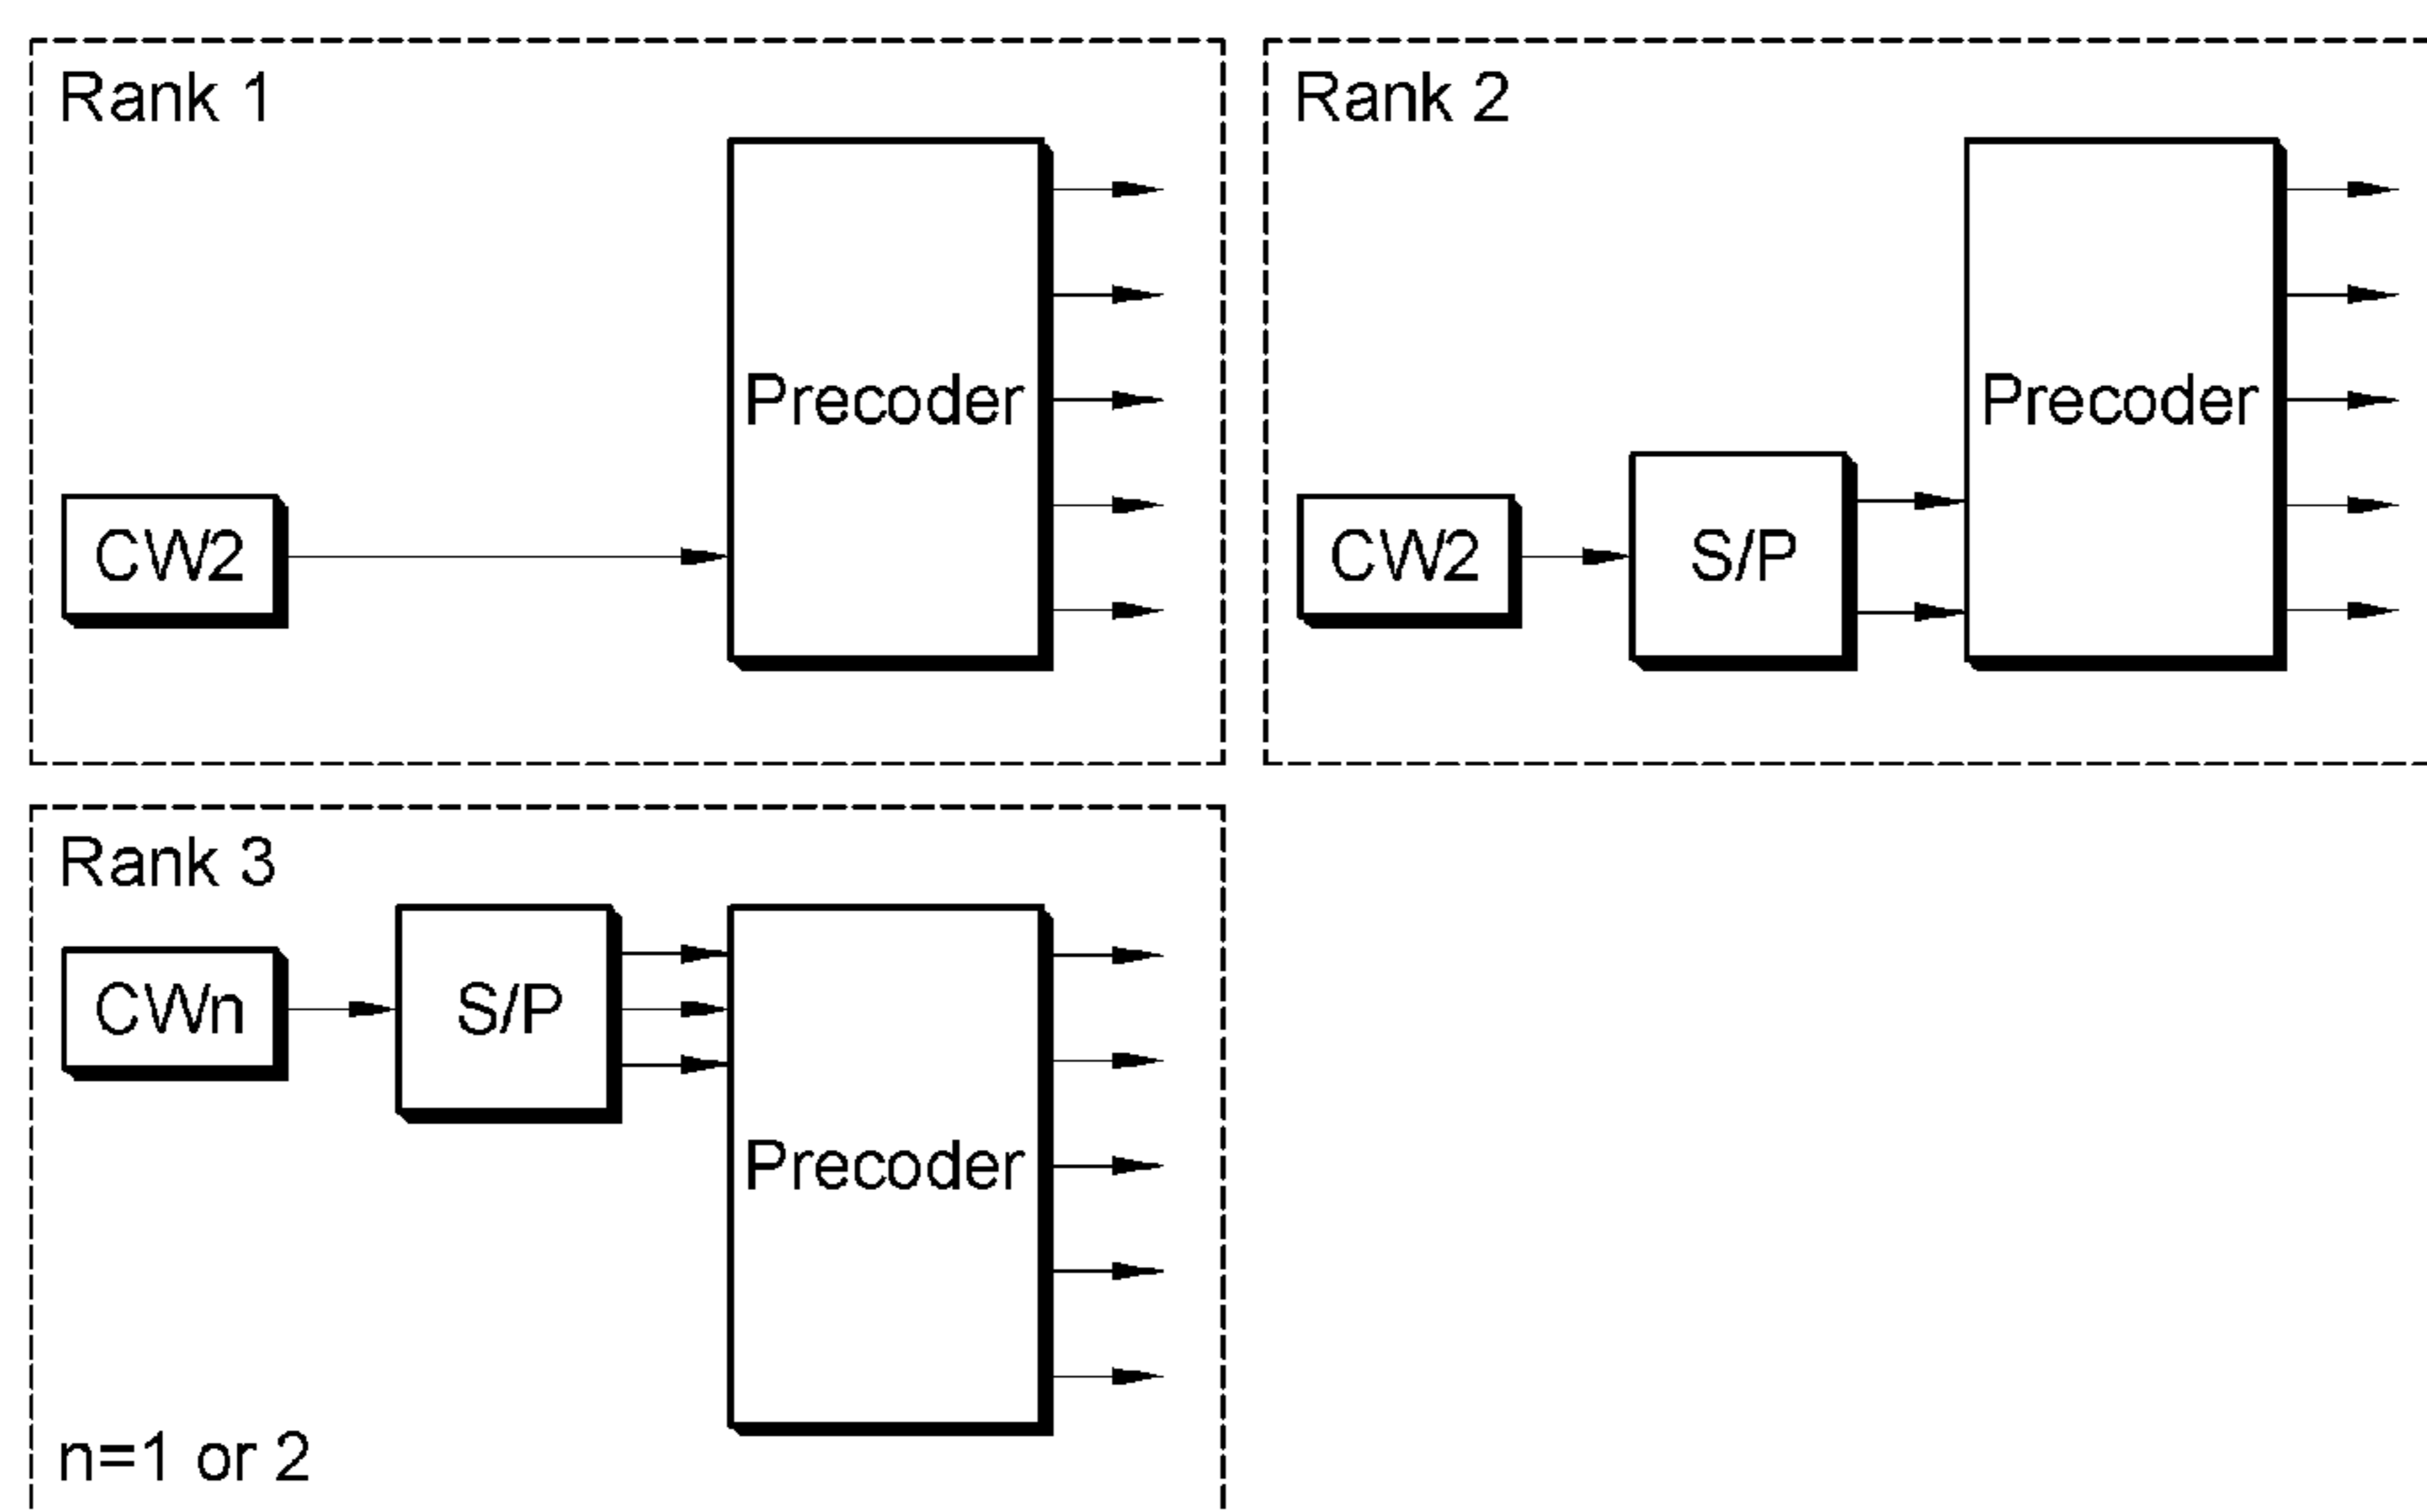 Rank 1
Precoder
CW2
Rank 2
Precoder
CW2
S/P
Rank 3
CWn
S/P
Precoder
n=1 or 2